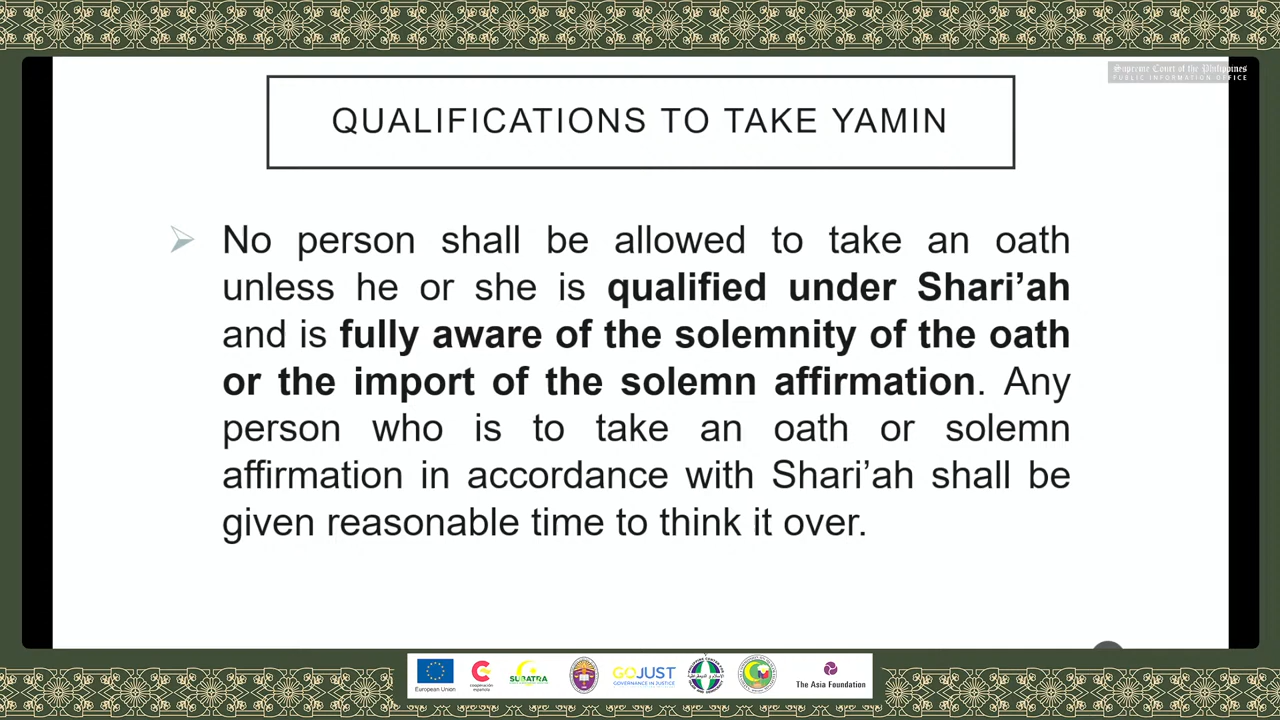 Supreme Court of the Philippines
PUBLIC INFORMATION OFFICE
QUALIFICATIONS TO TAKE YAMIN
No person shall be allowed to take an oath
unless he or she is qualified under Shari’ah
and is fully aware of the solemnity of the oath
or the import of the solemn affirmation. Any
person who is to take an oath or solemn
affirmation in accordance with Shari’ah shall be
given reasonable time to think it over.
European Union
cooperación
española
SUBATRA
GOJUST
GOVERNANCE IN JUSTICE
The Asia Foundation